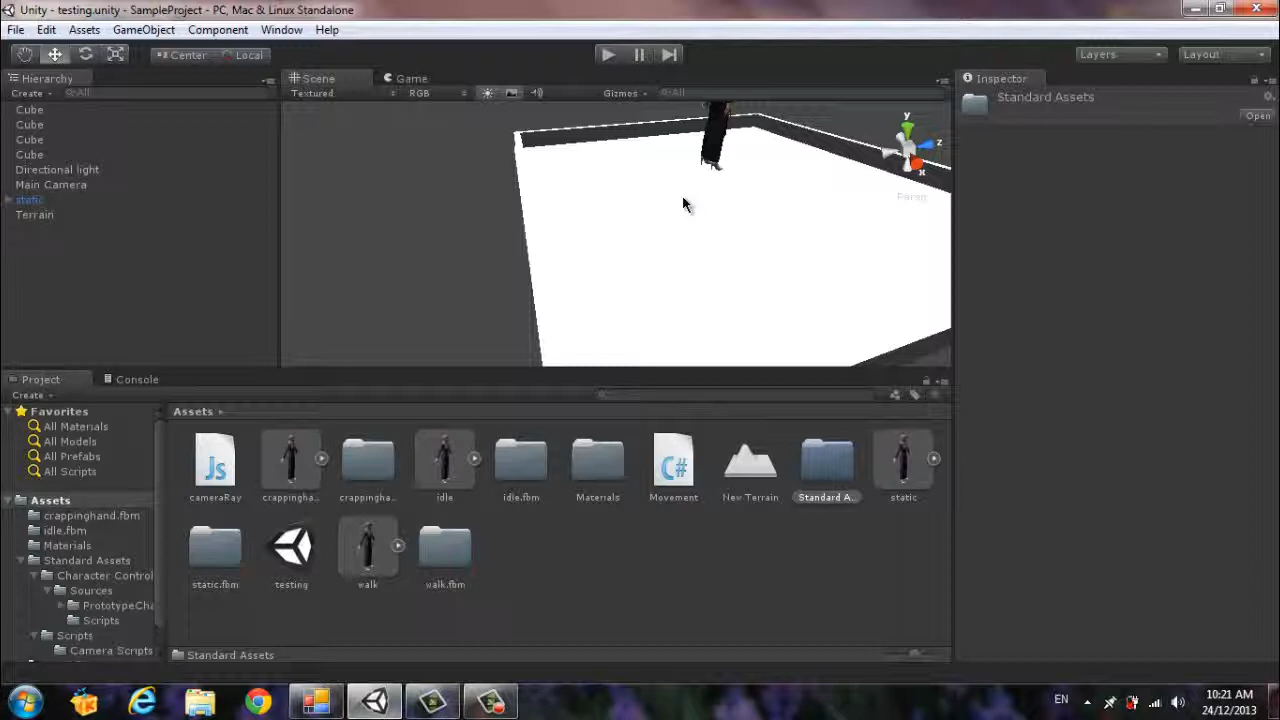 Unity - testing.unity - SampleProject - PC, Mac & Linux Standalone
File Edit Assets GameObject Component Window Help
Center Local Layers Layout
Hierarchy Scene Game Inspector
Create All Textured RGB Gizmos All
Standard Assets
Open
Cube
Cube
Cube
Cube
Directional light
Main Camera
static
Terrain
y
z
x
Persp
Project Console
Create
Favorites
All Materials
All Models
All Prefabs
All Scripts
Assets
crappinghand.fbm
idle.fbm
Materials
Standard Assets
Character Control
Sources
PrototypeCha
Scripts
Scripts
Camera Scripts
Assets
Js C#
cameraRay crappingha.. crappingha... idle idle.fbm Materials Movement New Terrain Standard A.. static
static.fbm testing walk walk.fbm
Standard Assets
EN 10:21 AM
24/12/2013